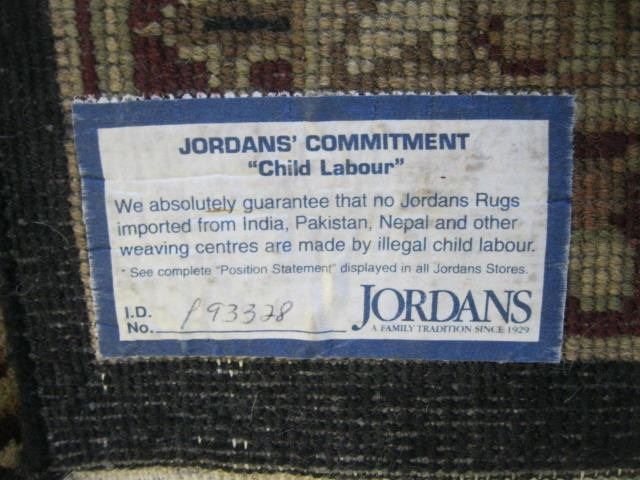 JORDANS' COMMITMENT
"Child Labour"
We absolutely guarantee that no Jordans Rugs
imported from India, Pakistan, Nepal and other
weaving centres are made by illegal child labour.
* See complete "Position Statement" displayed in all Jordans Stores.
I.D.
No. P93328
JORDANS
A FAMILY TRADITION SINCE 1929